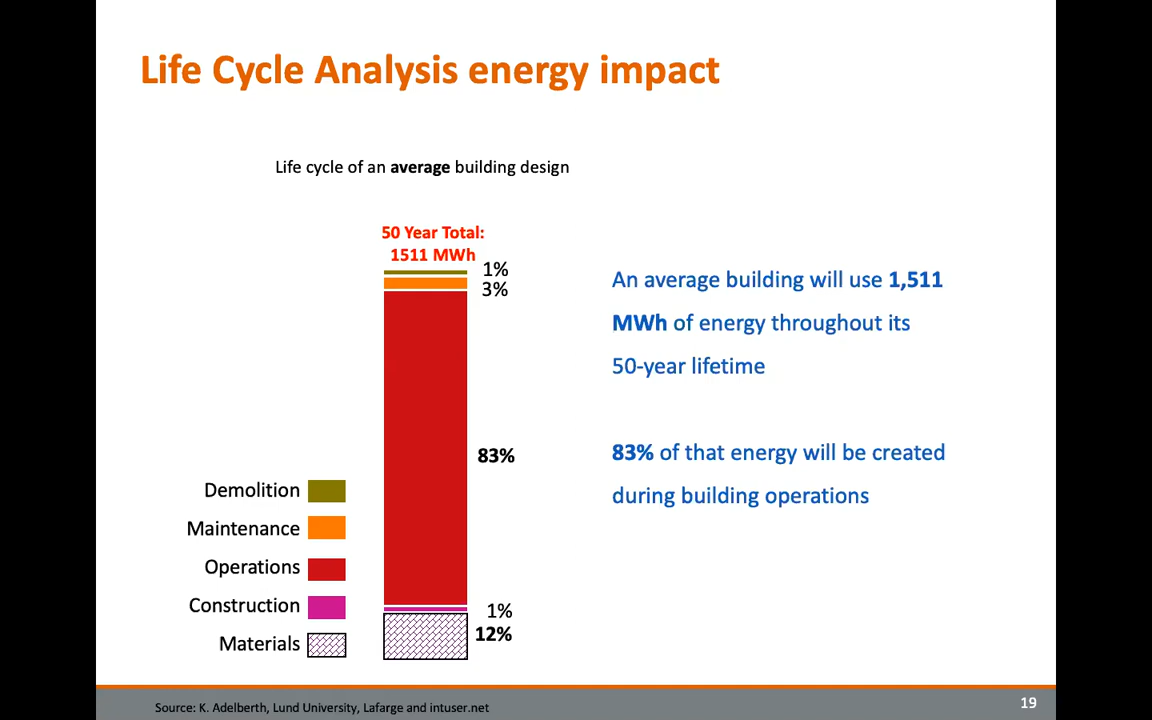 Life Cycle Analysis energy impact
Life cycle of an average building design
50 Year Total:
1511 MWh
1%
3%
83%
1%
12%
Demolition
Maintenance
Operations
Construction
Materials
An average building will use 1,511
MWh of energy throughout its
50-year lifetime
83% of that energy will be created
during building operations
Source: K. Adelberth, Lund University, Lafarge and intuser.net
19